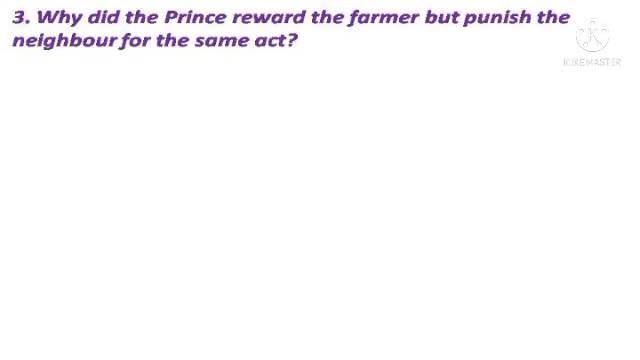 3. Why did the Prince reward the farmer but punish the
neighbour for the same act?
KINEMASTER